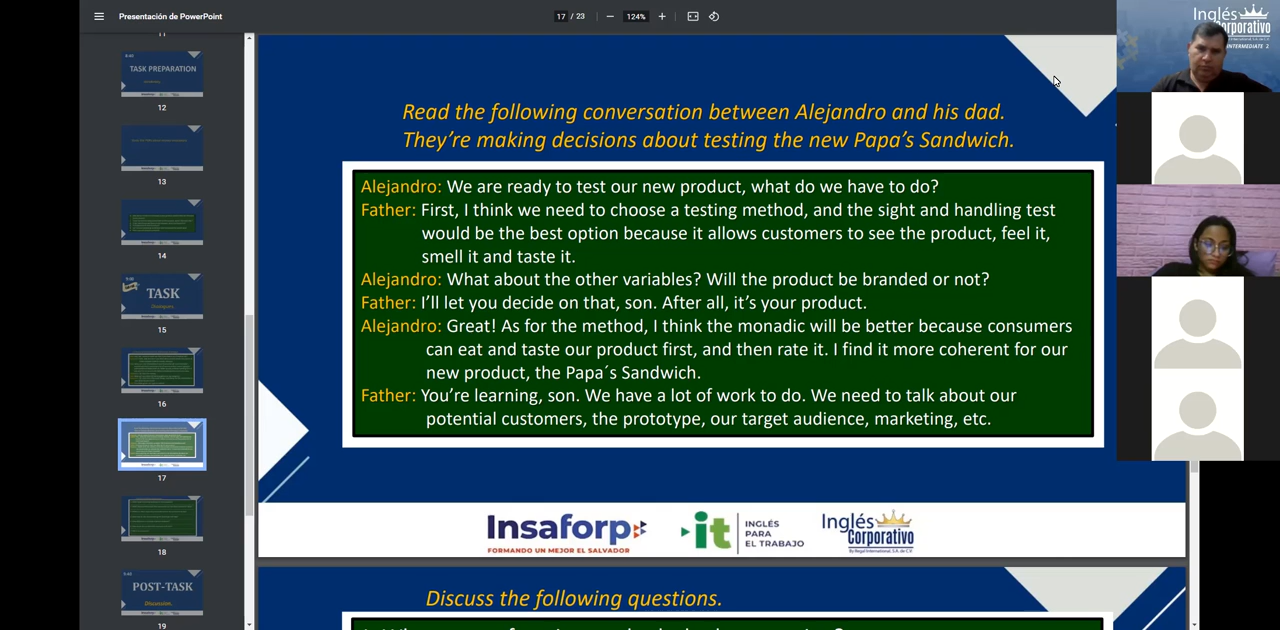 Presentación de PowerPoint
17 / 23
124%
11
TASK PREPARATION
12
13
14
TASK
15
16
17
18
POST-TASK
Discussion.
19
Read the following conversation between Alejandro and his dad.
They're making decisions about testing the new Papa's Sandwich.
Alejandro: We are ready to test our new product, what do we have to do?
Father: First, I think we need to choose a testing method, and the sight and handling test
would be the best option because it allows customers to see the product, feel it,
smell it and taste it.
Alejandro: What about the other variables? Will the product be branded or not?
Father: I'll let you decide on that, son. After all, it's your product.
Alejandro: Great! As for the method, I think the monadic will be better because consumers
can eat and taste our product first, and then rate it. I find it more coherent for our
new product, the Papa´s Sandwich.
Father: You're learning, son. We have a lot of work to do. We need to talk about our
potential customers, the prototype, our target audience, marketing, etc.
Insaforp
FORMANDO UN MEJOR EL SALVADOR
it
INGLÉS
PARA
EL TRABAJO
Inglés
Corporativo
By Regal International, S.A. de C.V.
Discuss the following questions.
Inglés
Corporativo
INTERMEDIATE 2